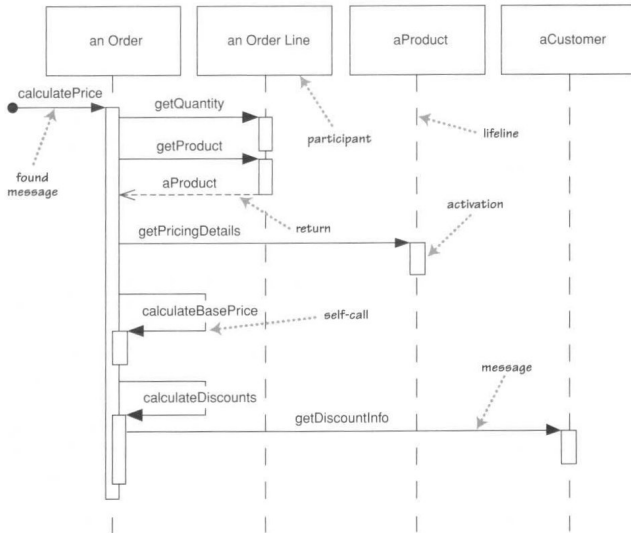 an Order
an Order Line
aProduct
aCustomer
calculatePrice
getQuantity
participant
lifeline
found
message
getProduct
aProduct
return
activation
getPricingDetails
calculateBasePrice
self-call
calculateDiscounts
message
getDiscountInfo